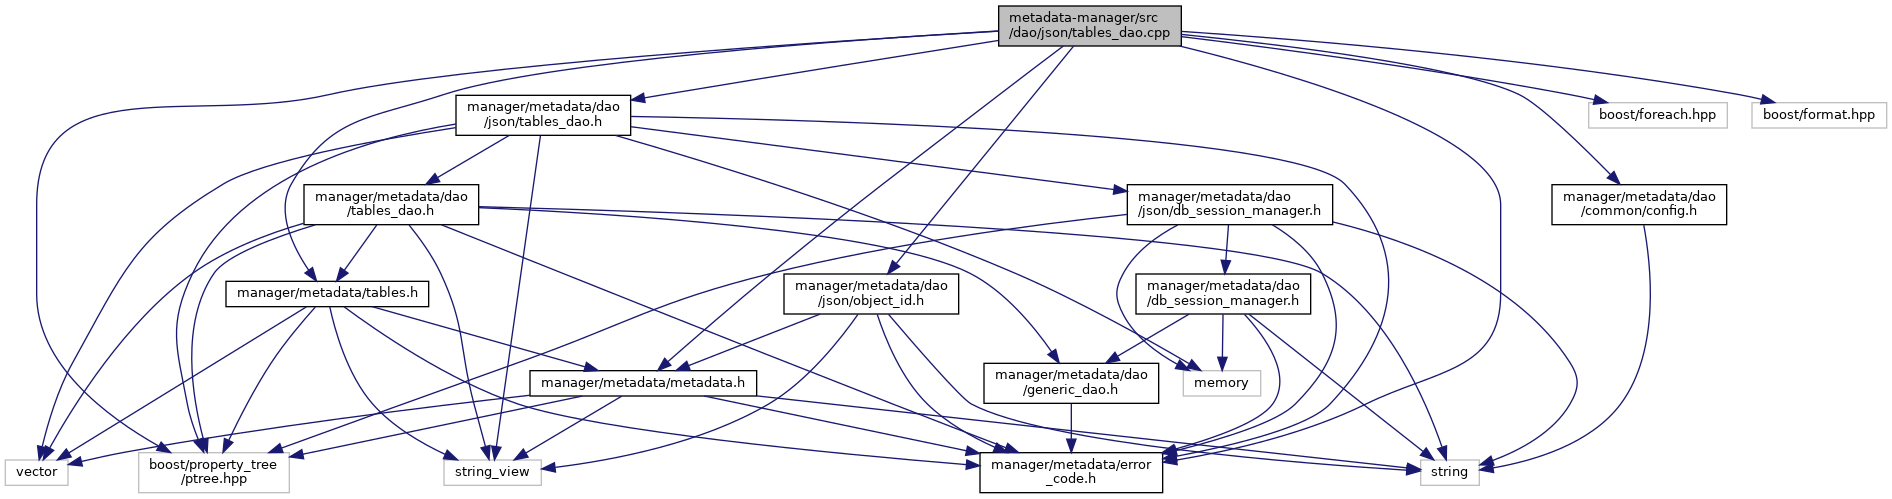 metadata-manager/src
/dao/json/tables_dao.cpp
manager/metadata/dao
/json/tables_dao.h
boost/foreach.hpp
boost/format.hpp
manager/metadata/dao
/tables_dao.h
manager/metadata/dao
/json/db_session_manager.h
manager/metadata/dao
/common/config.h
manager/metadata/tables.h
manager/metadata/dao
/json/object_id.h
manager/metadata/dao
/db_session_manager.h
manager/metadata/metadata.h
manager/metadata/dao
/generic_dao.h
memory
vector
boost/property_tree
/ptree.hpp
string_view
manager/metadata/error
_code.h
string